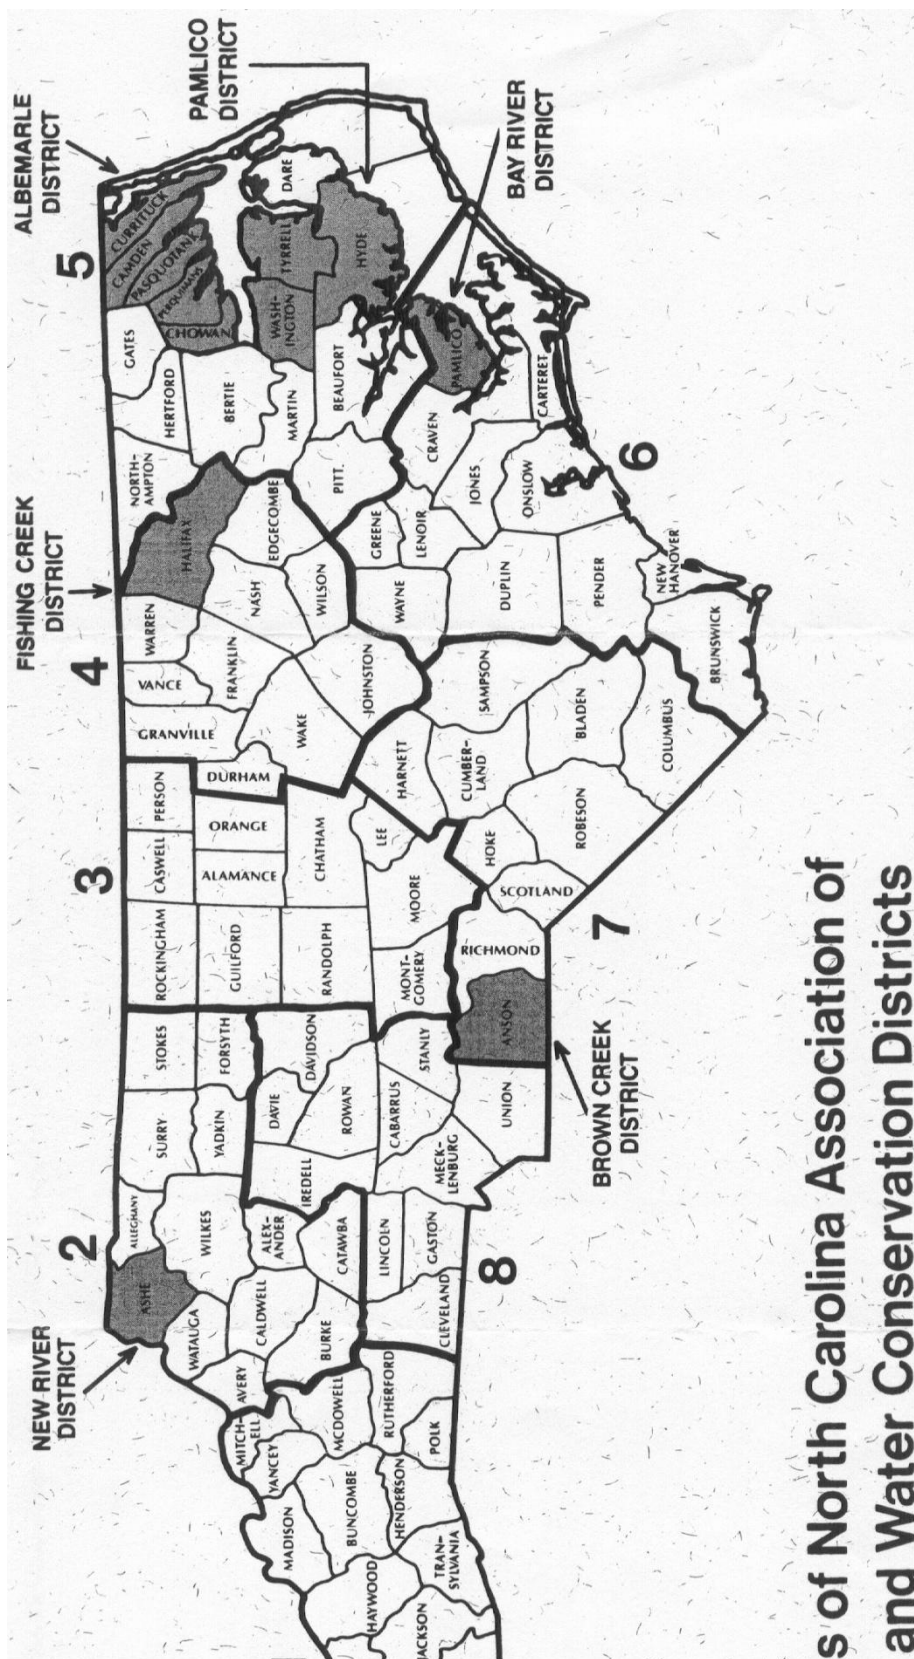 ALBEMARLE
DISTRICT
PAMLICO
DISTRICT
BAY RIVER
DISTRICT
FISHING CREEK
DISTRICT
NEW RIVER
DISTRICT
BROWN CREEK
DISTRICT
2
3
4
5
6
7
8
CURRITUCK
CAMDEN
PASQUOTANK
PERQUIMANS
CHOWAN
GATES
HERTFORD
BERTIE
NORTH-
AMPTON
HALIFAX
MARTIN
WASH-
INGTON
TYRRELL
DARE
HYDE
BEAUFORT
PITT.
EDGECOMBE
NASH
WILSON
WARREN
VANCE
FRANKLIN
GRANVILLE
WAKE
JOHNSTON
DURHAM
PERSON
ORANGE
CASWELL
ALAMANCE
CHATHAM
LEE
ROCKINGHAM
GUILFORD
RANDOLPH
MOORE
MONT-
GOMERY
PAMLICO
CRAVEN
CARTERET
JONES
ONSLOW
GREENE
LENOIR
WAYNE
DUPLIN
PENDER
NEW
HANOVER
BRUNSWICK
SAMPSON
BLADEN
COLUMBUS
HARNETT
CUMBER-
LAND
ROBESON
HOKE
SCOTLAND
RICHMOND
ANSON
STOKES
FORSYTH
SURRY
YADKIN
DAVIDSON
DAVIE
ROWAN
IREDELL
STANLY
CABARRUS
UNION
MECK-
LENBURG
ALLEGHANY
ASHE
WILKES
WATAUGA
ALEX-
ANDER
CALDWELL
CATAWBA
BURKE
AVERY
LINCOLN
GASTON
CLEVELAND
MITCH-
ELL
YANCEY
MCDOWELL
RUTHERFORD
POLK
MADISON
BUNCOMBE
HENDERSON
HAYWOOD
TRAN-
SYLVANIA
JACKSON
s of North Carolina Association of
and Water Conservation Districts